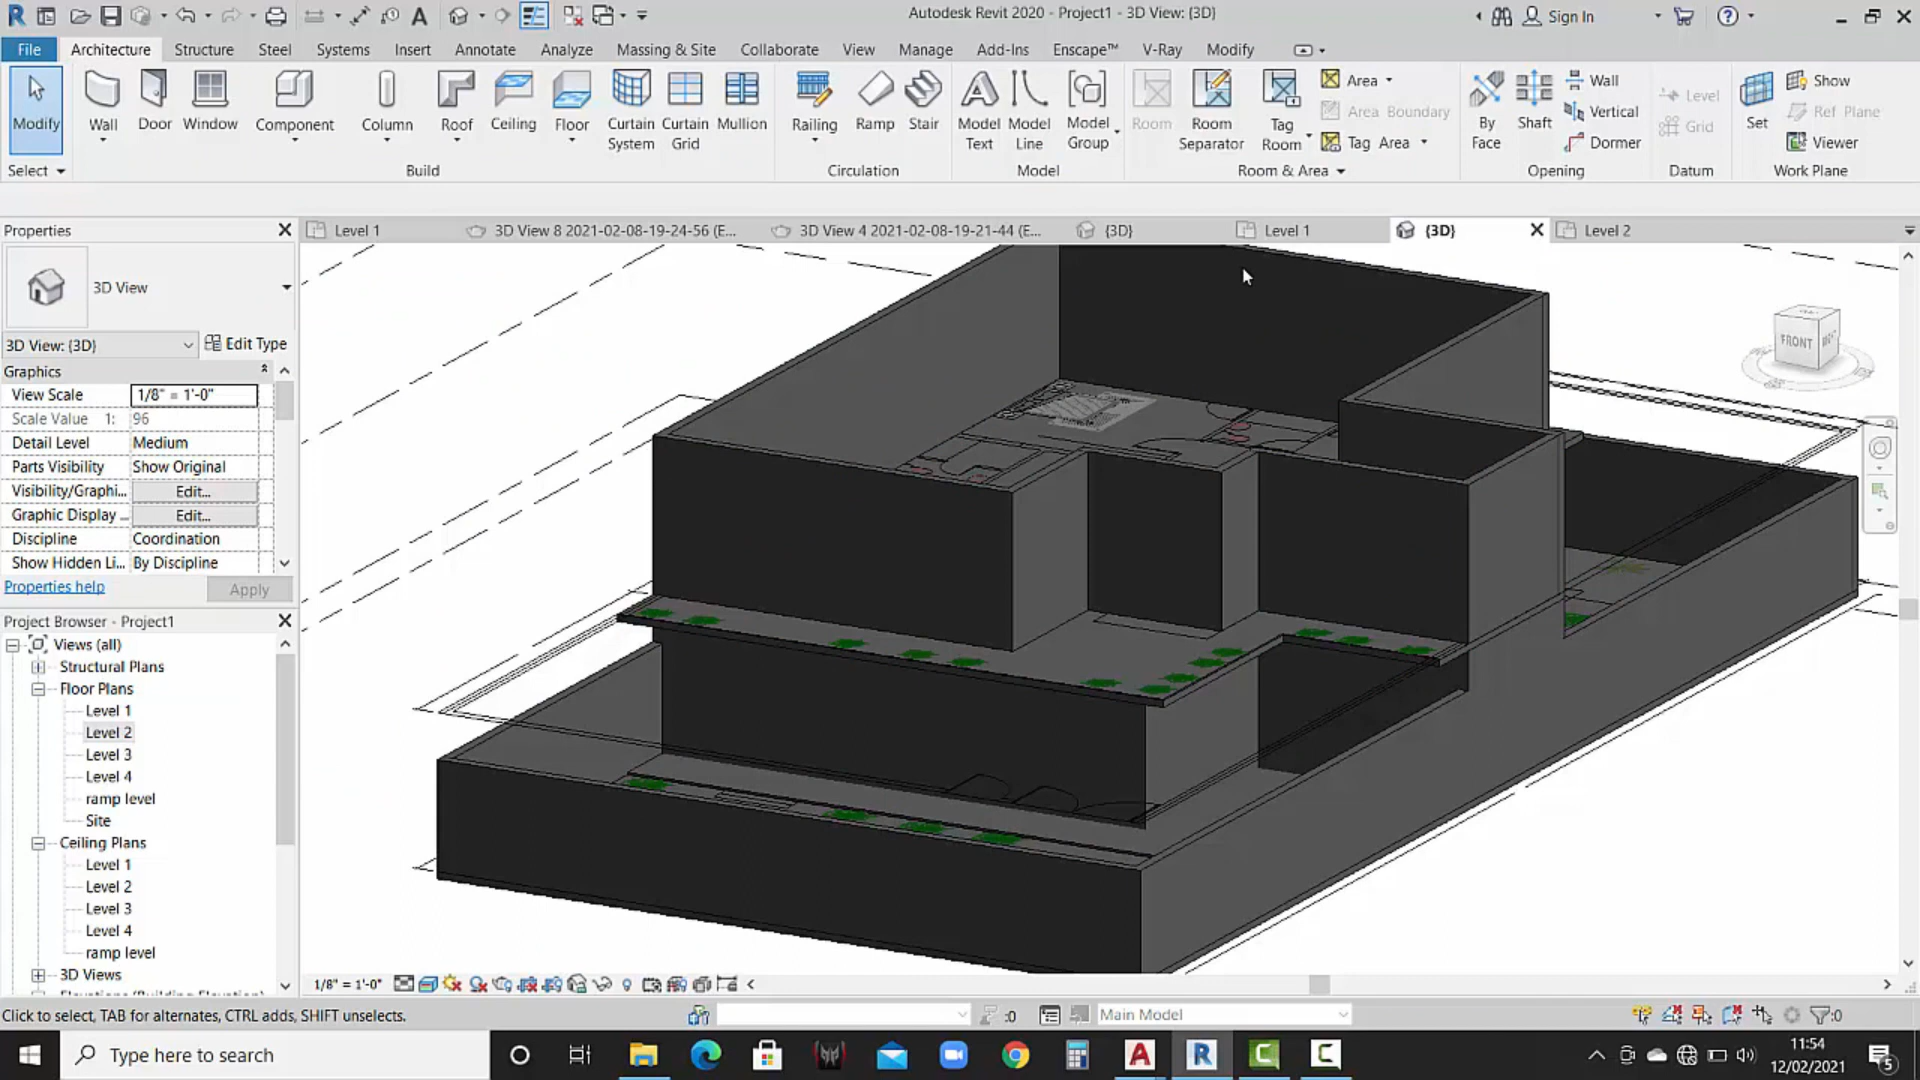 Autodesk Revit 2020 - Project1 - 3D View: {3D}
Sign In
File Architecture Structure Steel Systems Insert Annotate Analyze Massing & Site Collaborate View Manage Add-Ins Enscape™ V-Ray Modify
Modify
Wall
Door
Window
Component
Column
Roof
Ceiling
Floor
Curtain System
Curtain Grid
Mullion
Railing
Ramp
Stair
Model Text
Model Line
Model Group
Room
Room Separator
Tag Room
Area
Area Boundary
Tag Area
By Face
Shaft
Wall
Vertical
Dormer
Level
Grid
Set
Show
Ref Plane
Viewer
Select
Build
Circulation
Model
Room & Area
Opening
Datum
Work Plane
Properties
Level 1
3D View 8 2021-02-08-19-24-56 (E...
3D View 4 2021-02-08-19-21-44 (E...
{3D}
Level 1
{3D}
Level 2
3D View
3D View: {3D}
Edit Type
Graphics
View Scale 1/8" = 1'-0"
Scale Value 1: 96
Detail Level Medium
Parts Visibility Show Original
Visibility/Graphi... Edit...
Graphic Display ... Edit...
Discipline Coordination
Show Hidden Li... By Discipline
Properties help
Apply
Project Browser - Project1
Views (all)
Structural Plans
Floor Plans
Level 1
Level 2
Level 3
Level 4
ramp level
Site
Ceiling Plans
Level 1
Level 2
Level 3
Level 4
ramp level
3D Views
Elevations (Building Elevation)
FRONT
1/8" = 1'-0"
Click to select, TAB for alternates, CTRL adds, SHIFT unselects.
:0
Main Model
:0
Type here to search
11:54
12/02/2021
5